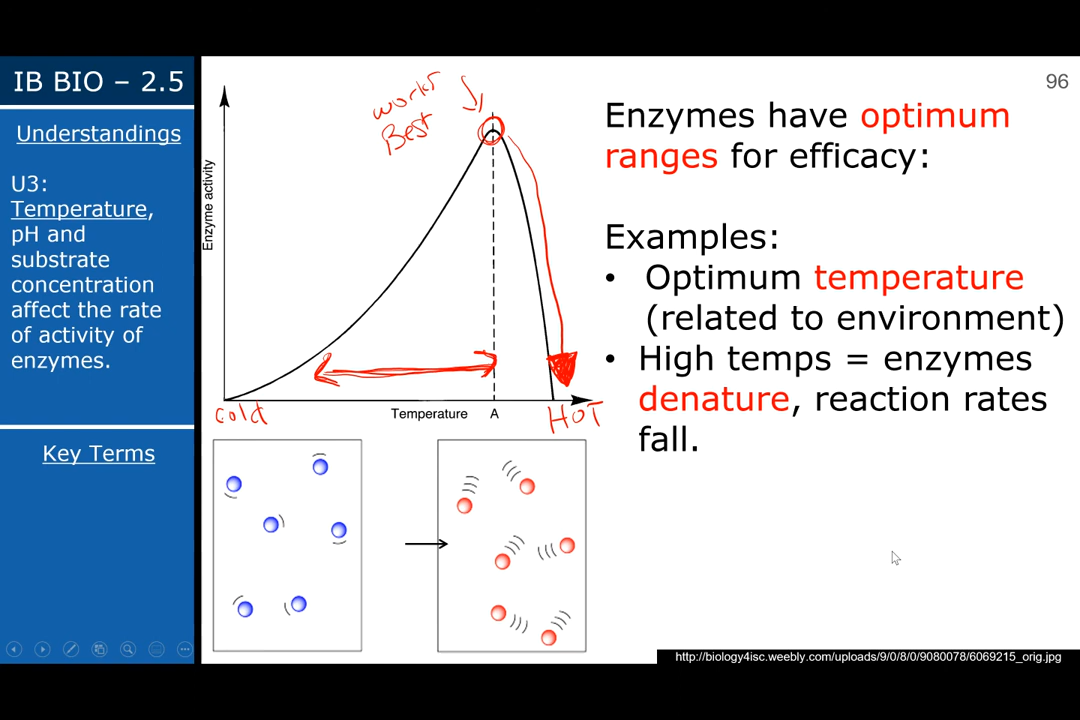 IB BIO – 2.5
Understandings
U3:
Temperature,
pH and
substrate
concentration
affect the rate
of activity of
enzymes.
Key Terms
works
Best
Enzyme activity
Cold
Temperature
A
HOT
96
Enzymes have optimum
ranges for efficacy:
Examples:
• Optimum temperature
(related to environment)
• High temps = enzymes
denature, reaction rates
fall.
http://biology4isc.weebly.com/uploads/9/0/8/0/9080078/6069215_orig.jpg